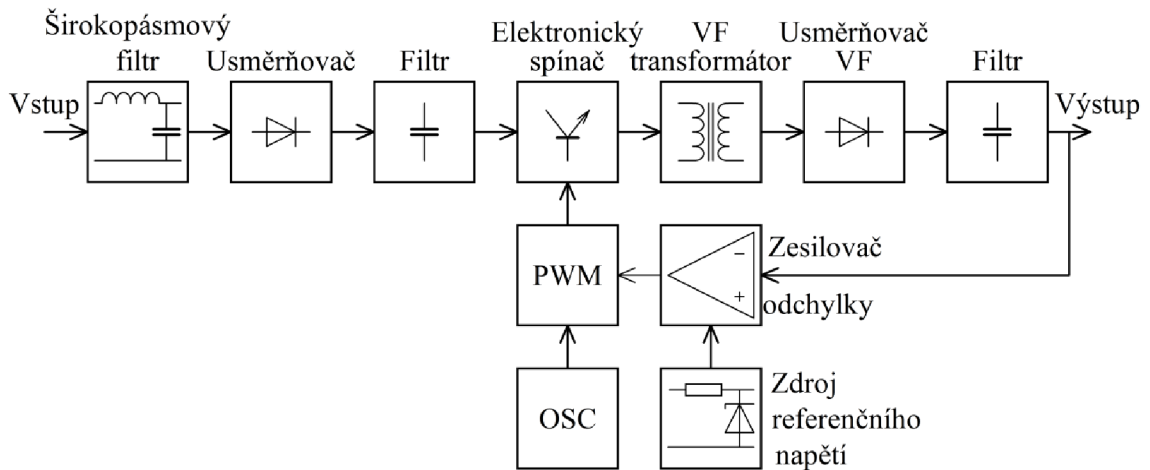 Širokopásmový
filtr
Usměrňovač
Filtr
Elektronický
spínač
VF
transformátor
Usměrňovač
VF
Filtr
Vstup
Výstup
PWM
Zesilovač
odchylky
OSC
Zdroj
referenčního
napětí